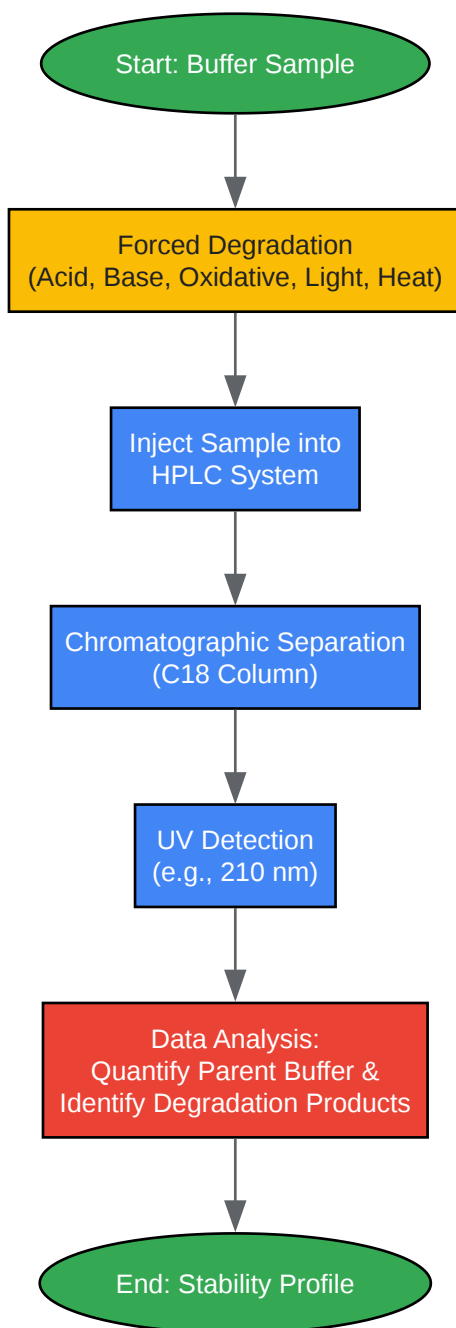 Start: Buffer Sample
Forced Degradation
(Acid, Base, Oxidative, Light, Heat)
Inject Sample into
HPLC System
Chromatographic Separation
(C18 Column)
UV Detection
(e.g., 210 nm)
Data Analysis:
Quantify Parent Buffer &
Identify Degradation Products
End: Stability Profile